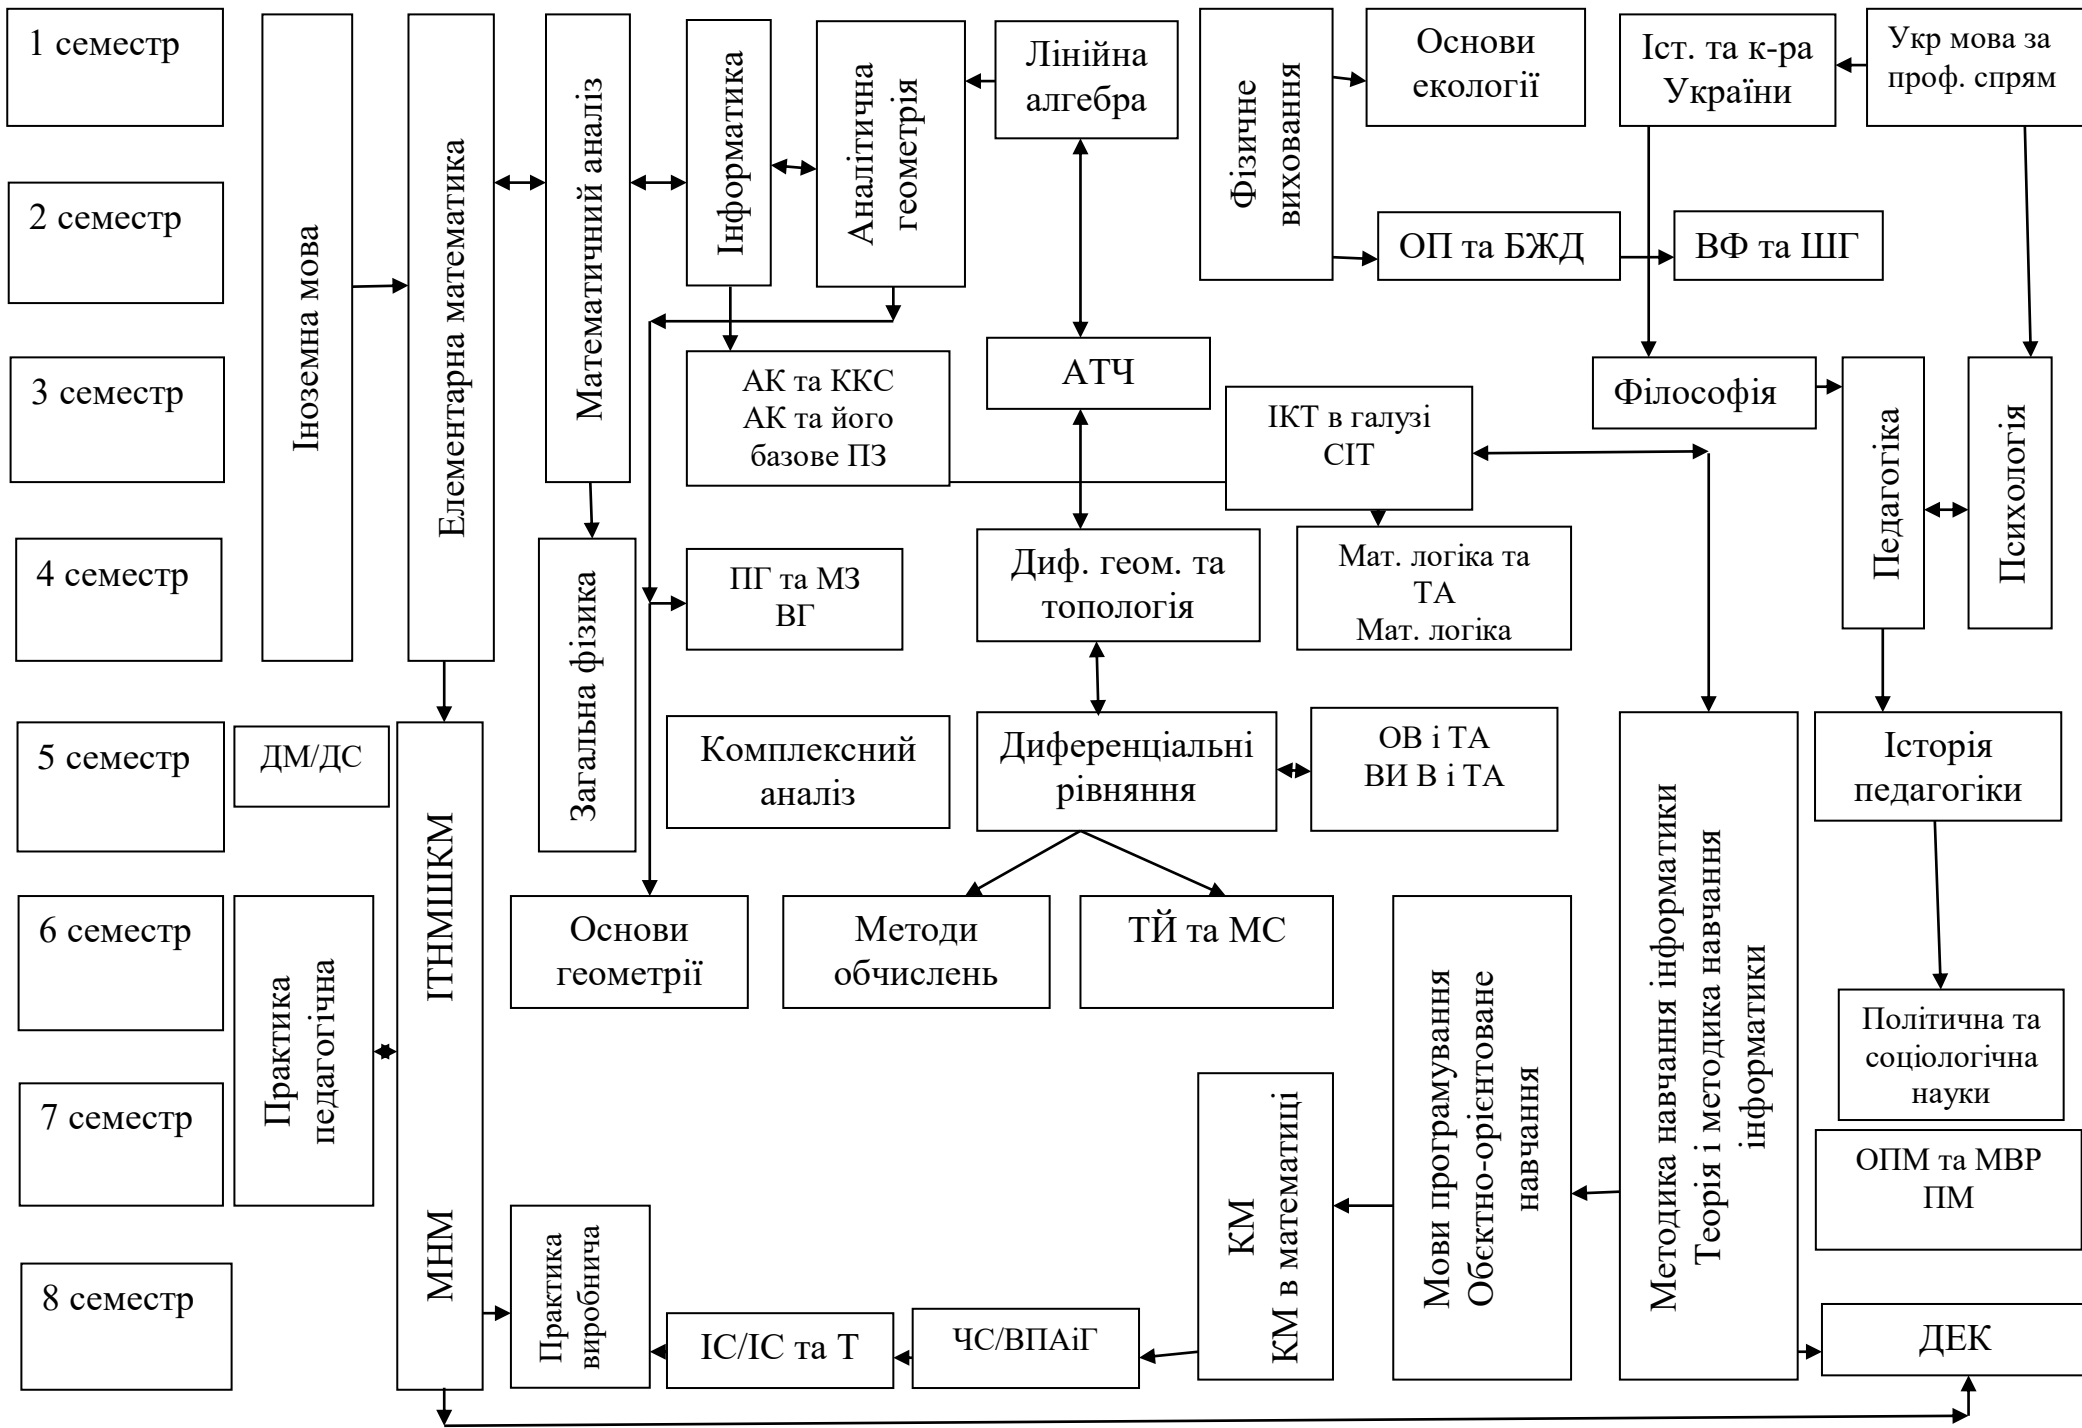 1 семестр
Іноземна мова
Елементарна математика
Математичний аналіз
Інформатика
Аналітична
геометрія
Лінійна
алгебра
Фізичне
виховання
Основи
екології
Іст. та к-ра
України
Укр мова за
проф. спрям
2 семестр
ОП та БЖД
ВФ та ШГ
3 семестр
АК та ККС
АК та його
базове ПЗ
АТЧ
ІКТ в галузі
СІТ
Філософія
Педагогіка
Психологія
4 семестр
Загальна фізика
ПГ та МЗ
ВГ
Диф. геом. та
топологія
Мат. логіка та
ТА
Мат. логіка
5 семестр
ДМ/ДС
МНМ ІТНМШКМ
Комплексний
аналіз
Диференціальні
рівняння
ОВ і ТА
ВИ В і ТА
Методика навчання інформатики
Теорія і методика навчання
інформатики
Історія
педагогіки
6 семестр
Практика
педагогічна
Основи
геометрії
Методи
обчислень
ТЙ та МС
Мови програмування
Обєктно-орієнтоване
навчання
Політична та
соціологічна
науки
7 семестр
КМ
КМ в математиці
ОПМ та МВР
ПМ
8 семестр
Практика
виробнича
ІС/ІС та Т
ЧС/ВПАіГ
ДЕК